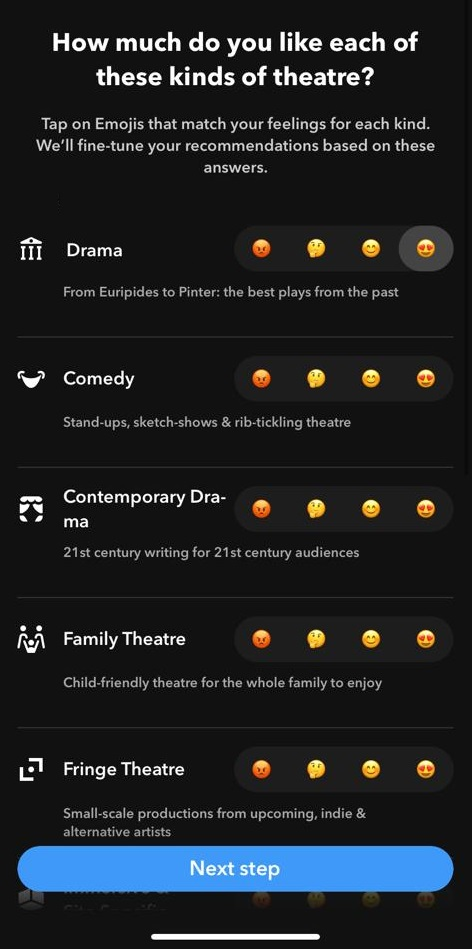 How much do you like each of
these kinds of theatre?
Tap on Emojis that match your feelings for each kind.
We'll fine-tune your recommendations based on these
answers.
Drama
From Euripides to Pinter: the best plays from the past
Comedy
Stand-ups, sketch-shows & rib-tickling theatre
Contemporary Dra-
ma
21st century writing for 21st century audiences
Family Theatre
Child-friendly theatre for the whole family to enjoy
Fringe Theatre
Small-scale productions from upcoming, indie &
alternative artists
Next step